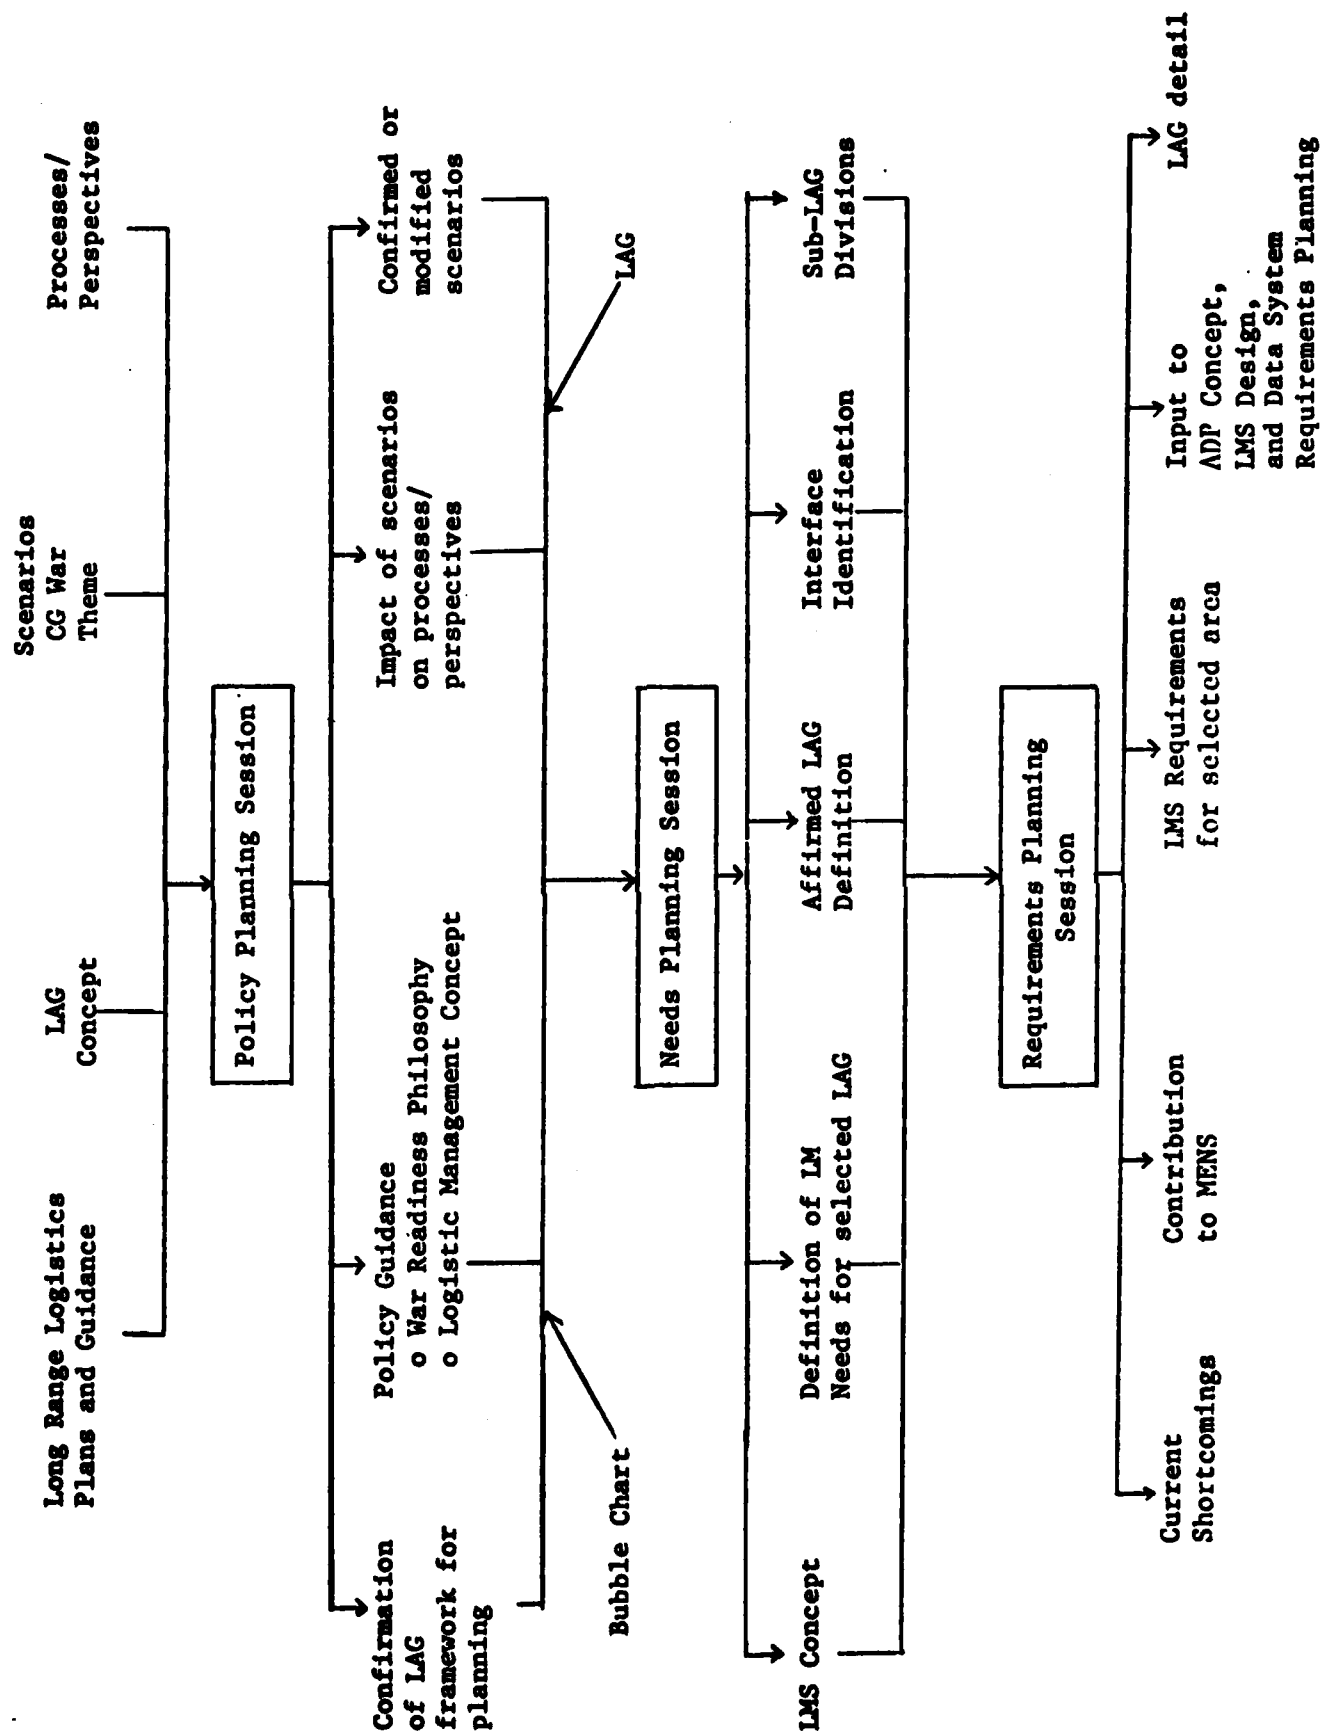 Long Range Logistics
Plans and Guidance
LAG
Concept
Scenarios
CG War
Theme
Processes/
Perspectives
Policy Planning Session
Confirmation
of LAG
framework for
planning
Policy Guidance
o War Readiness Philosophy
o Logistic Management Concept
Impact of scenarios
on processes/
perspectives
Confirmed or
modified
scenarios
Bubble Chart
LAG
Needs Planning Session
LMS Concept
Definition of LM
Needs for selected LAG
Affirmed LAG
Definition
Interface
Identification
Sub-LAG
Divisions
Requirements Planning
Session
Current
Shortcomings
Contribution
to MENS
LMS Requirements
for selected area
Input to
ADP Concept,
LMS Design,
and Data System
Requirements Planning
LAG detail